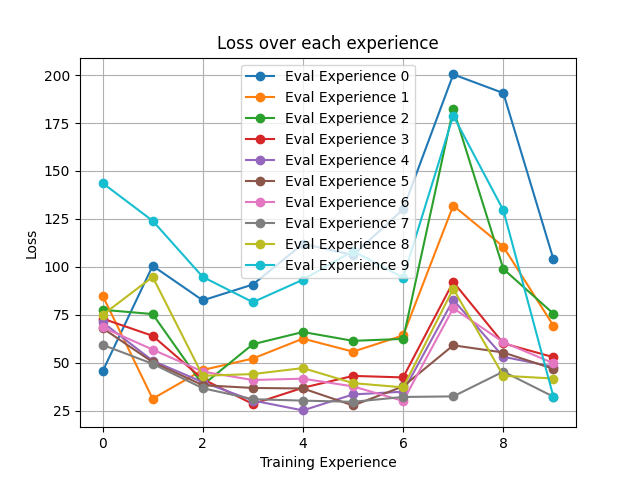 Loss over each experience
200
175
150
125
100
75
50
25
Loss
Eval Experience 0
Eval Experience 1
Eval Experience 2
Eval Experience 3
Eval Experience 4
Eval Experience 5
Eval Experience 6
Eval Experience 7
Eval Experience 8
Eval Experience 9
0 2 4 6 8
Training Experience